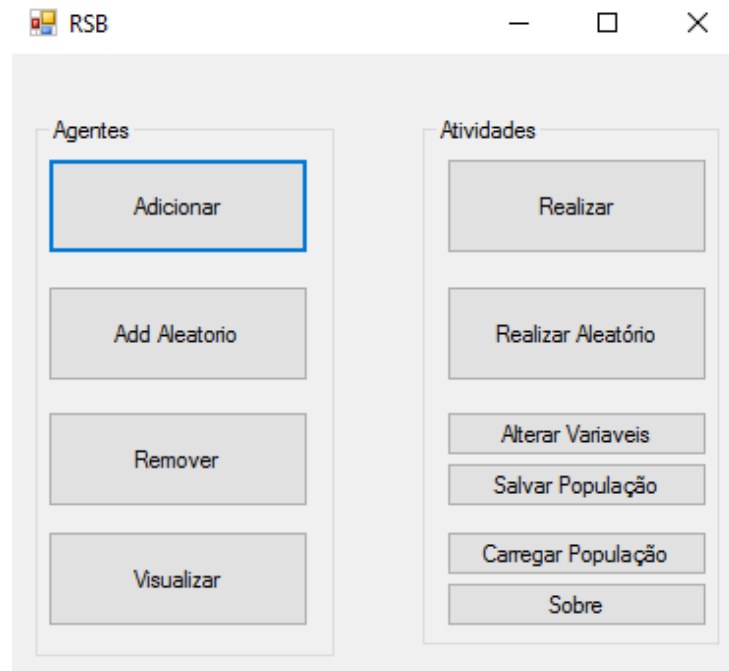 RSB
Agentes
Adicionar
Add Aleatorio
Remover
Visualizar
Atividades
Realizar
Realizar Aleatório
Alterar Variaveis
Salvar População
Carregar População
Sobre